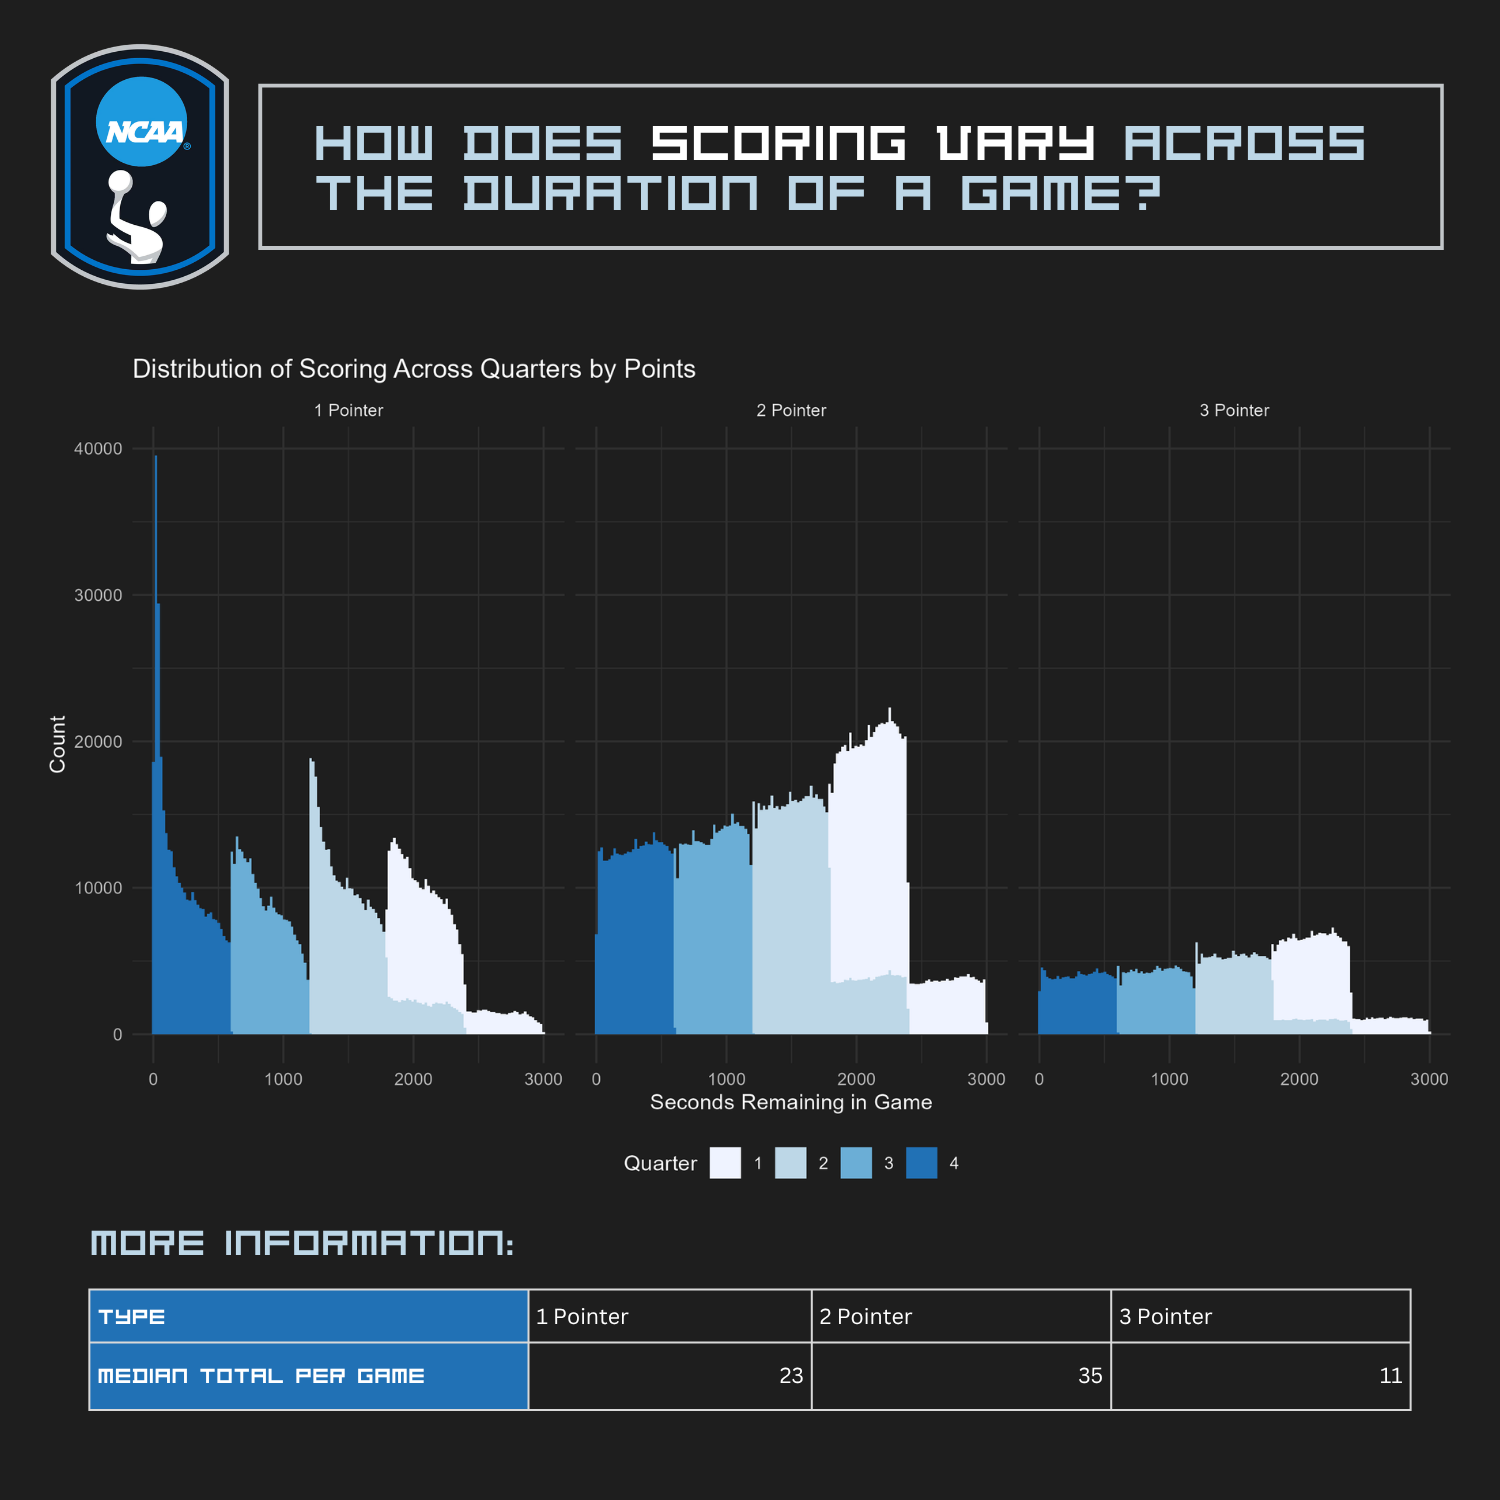 NCAA®
HOW DOES SCORING VARY ACROSS
THE DURATION OF A GAME?
Distribution of Scoring Across Quarters by Points
1 Pointer 2 Pointer 3 Pointer
40000
30000
20000
10000
0
Count
0 1000 2000 3000 0 1000 2000 3000 0 1000 2000 3000
Seconds Remaining in Game
Quarter 1 2 3 4
MORE INFORMATION:
TYPE 1 Pointer 2 Pointer 3 Pointer
MEDIAN TOTAL PER GAME 23 35 11